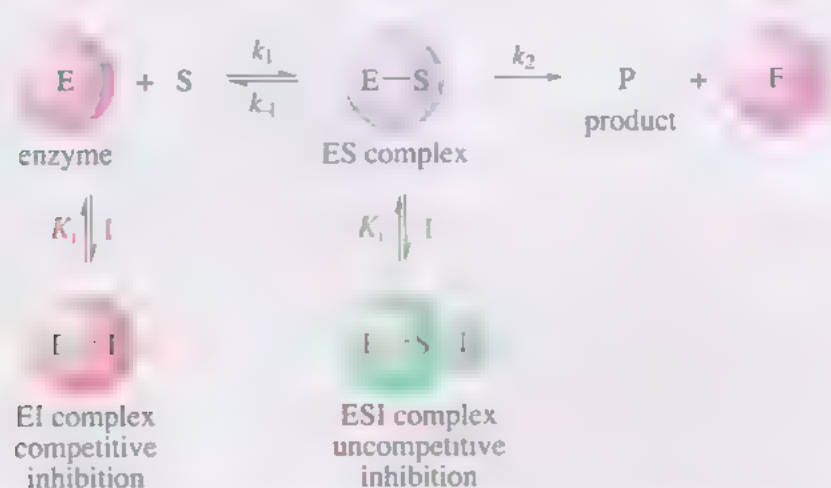 k₁
E + S ⇌ E—S → P + E
k₋₁ k₂
enzyme ES complex product
Kᵢ I Kᵢ I
E · I E · S I
EI complex ESI complex
competitive uncompetitive
inhibition inhibition